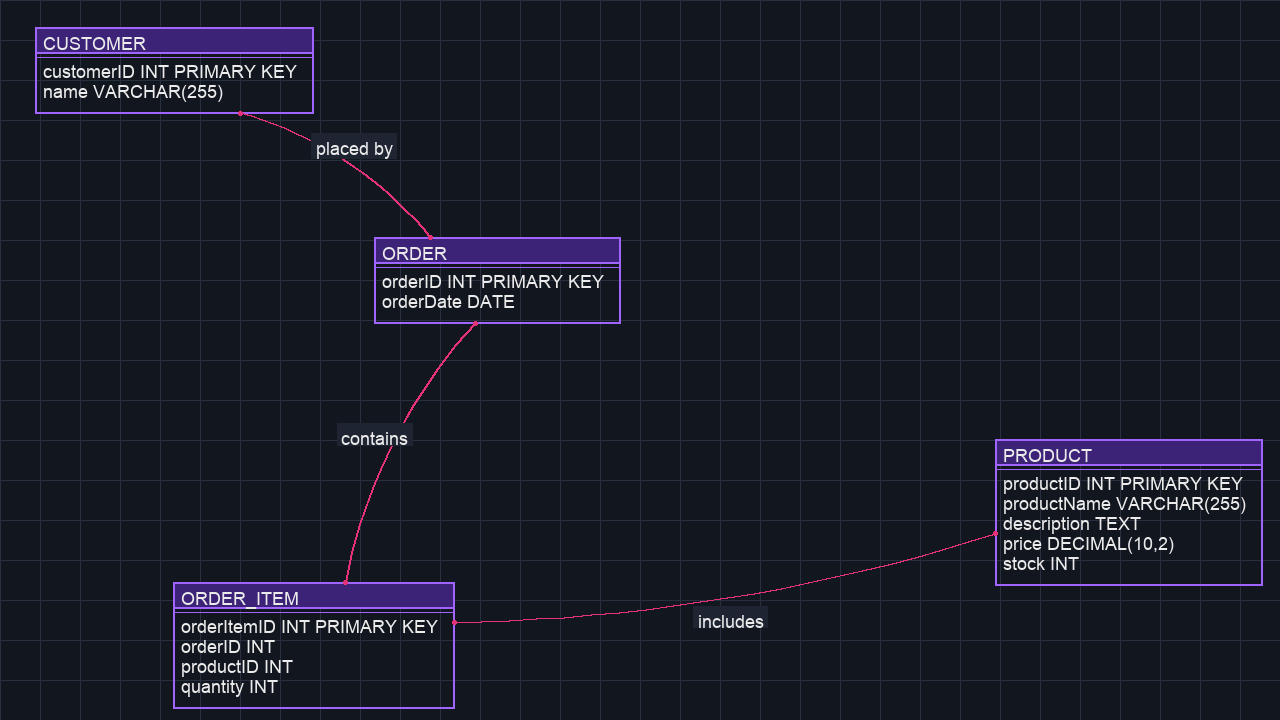 CUSTOMER
customerID INT PRIMARY KEY
name VARCHAR(255)
placed by
ORDER
orderID INT PRIMARY KEY
orderDate DATE
contains
PRODUCT
productID INT PRIMARY KEY
productName VARCHAR(255)
description TEXT
price DECIMAL(10,2)
stock INT
ORDER_ITEM
orderItemID INT PRIMARY KEY
orderID INT
productID INT
quantity INT
includes